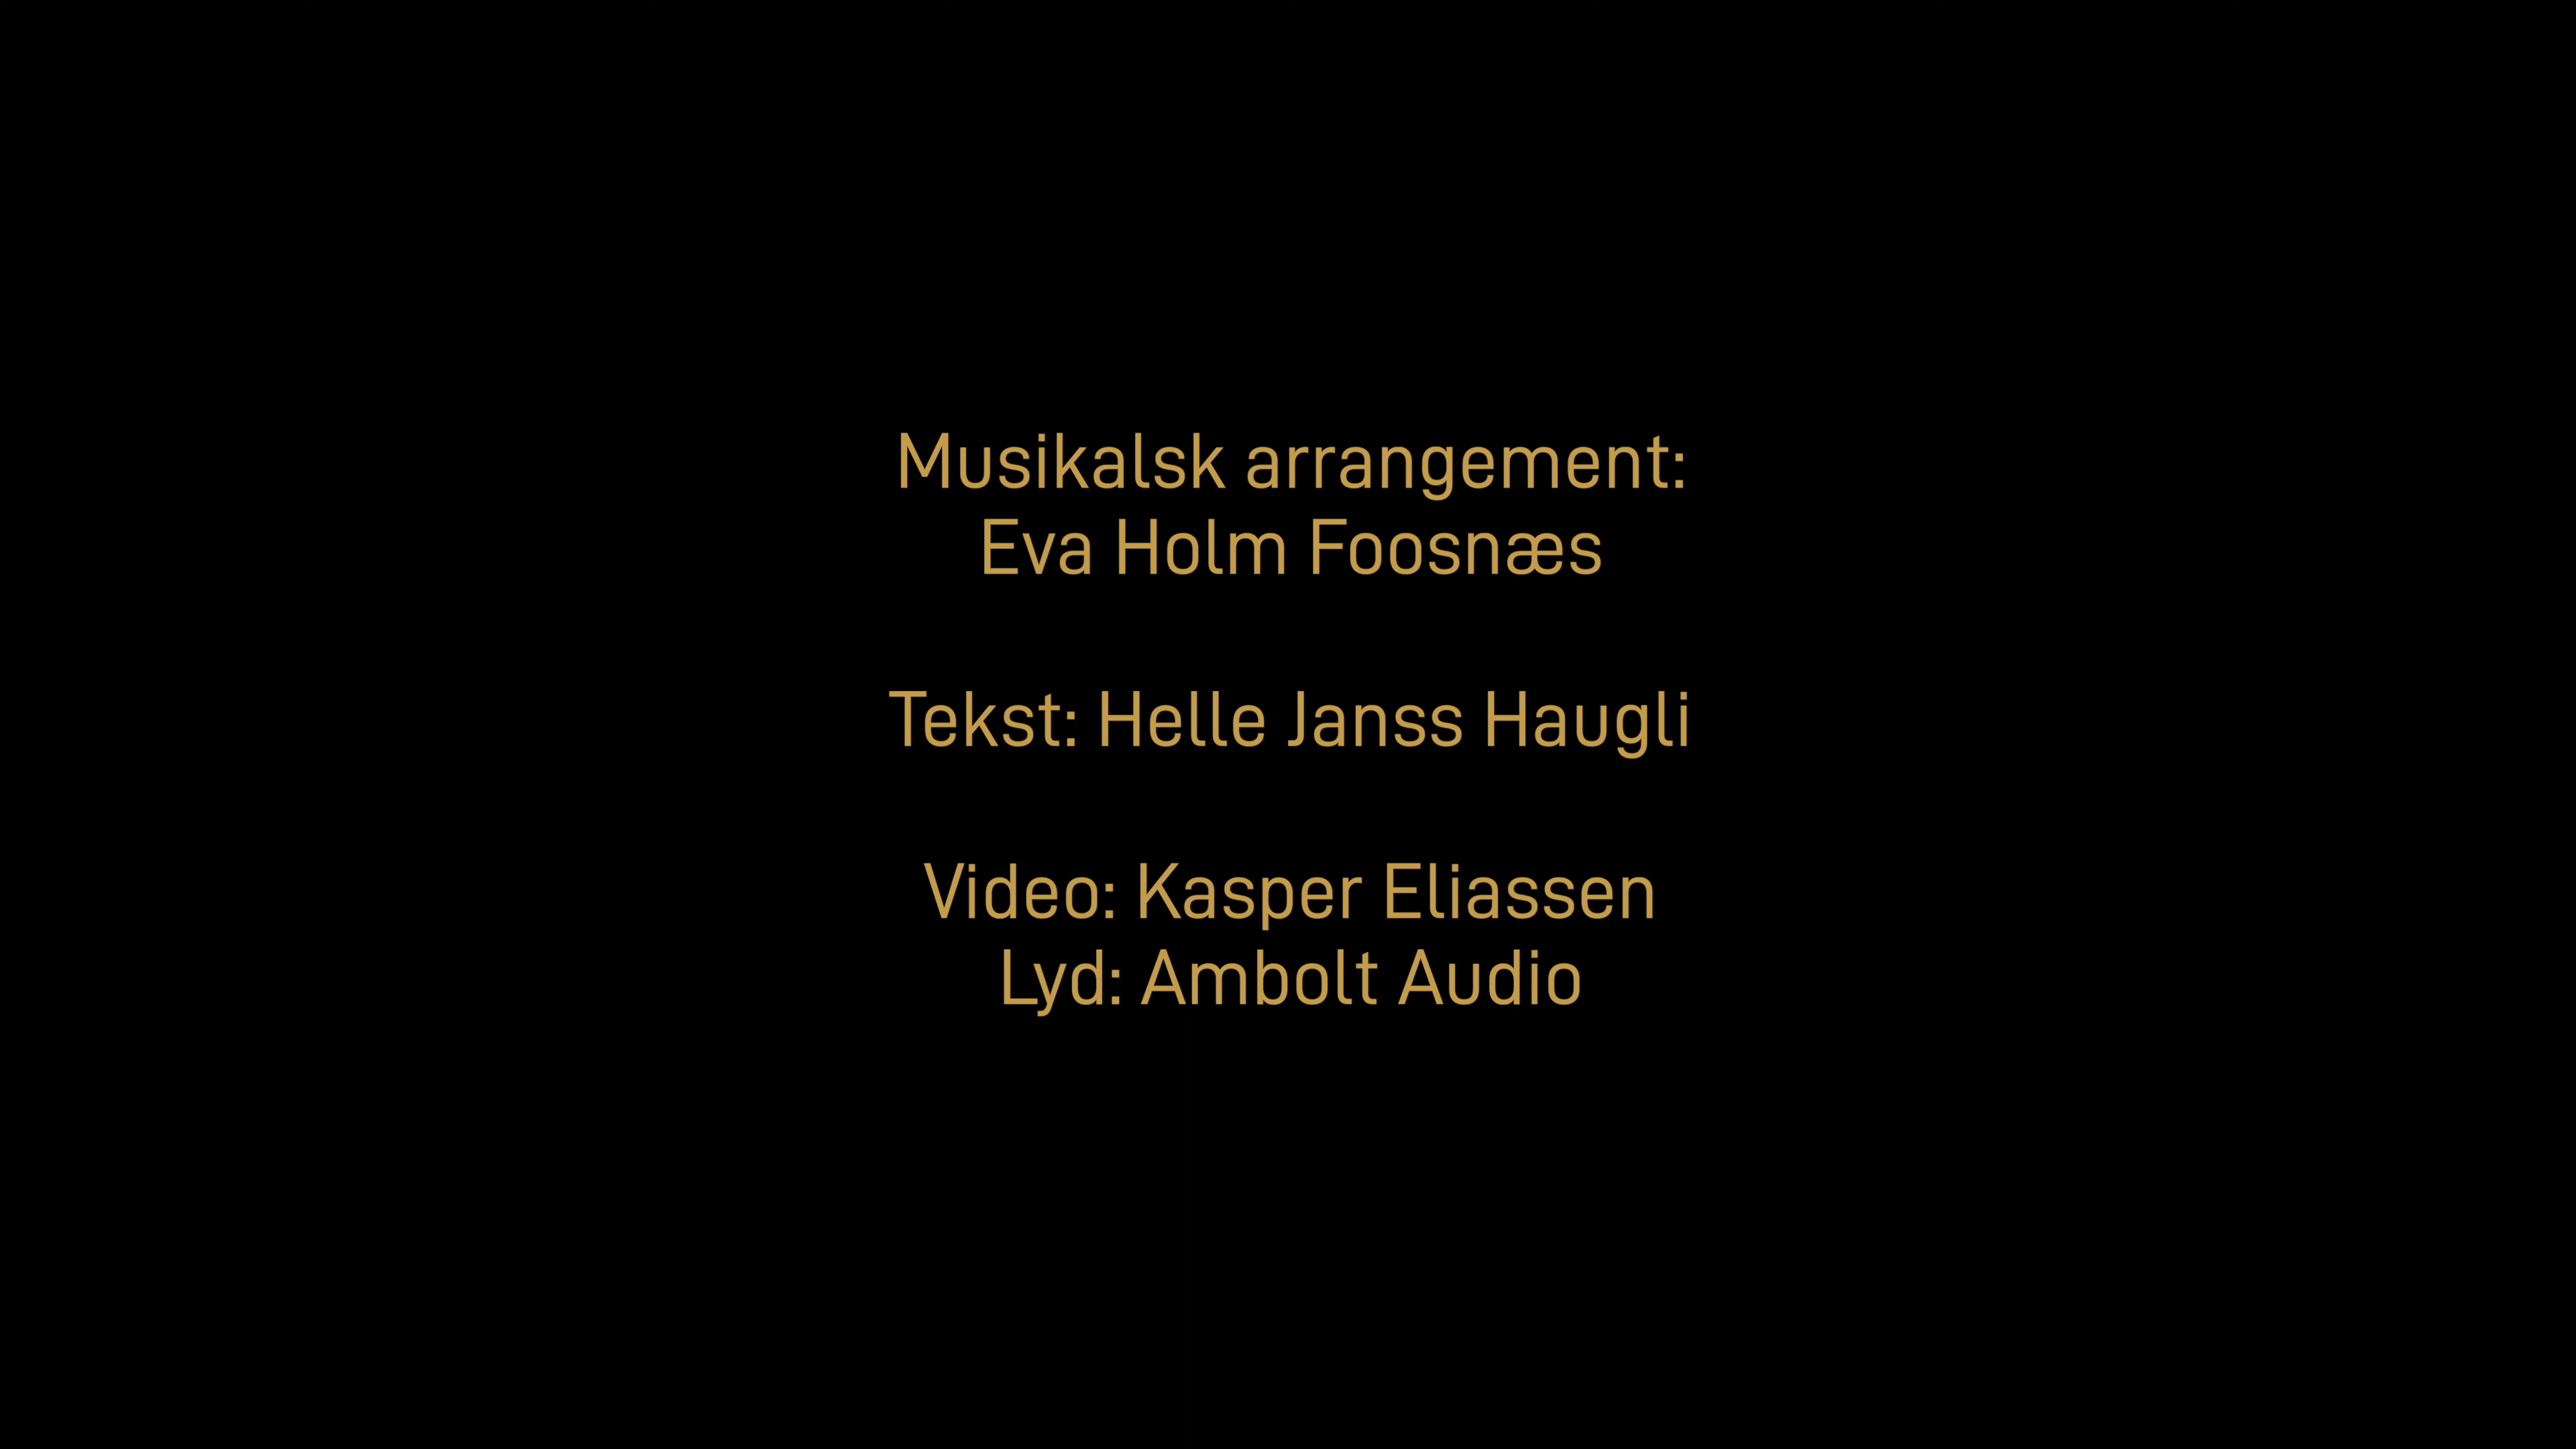 Musikalsk arrangement:
Eva Holm Foosnæs
Tekst: Helle Janss Haugli
Video: Kasper Eliassen
Lyd: Ambolt Audio